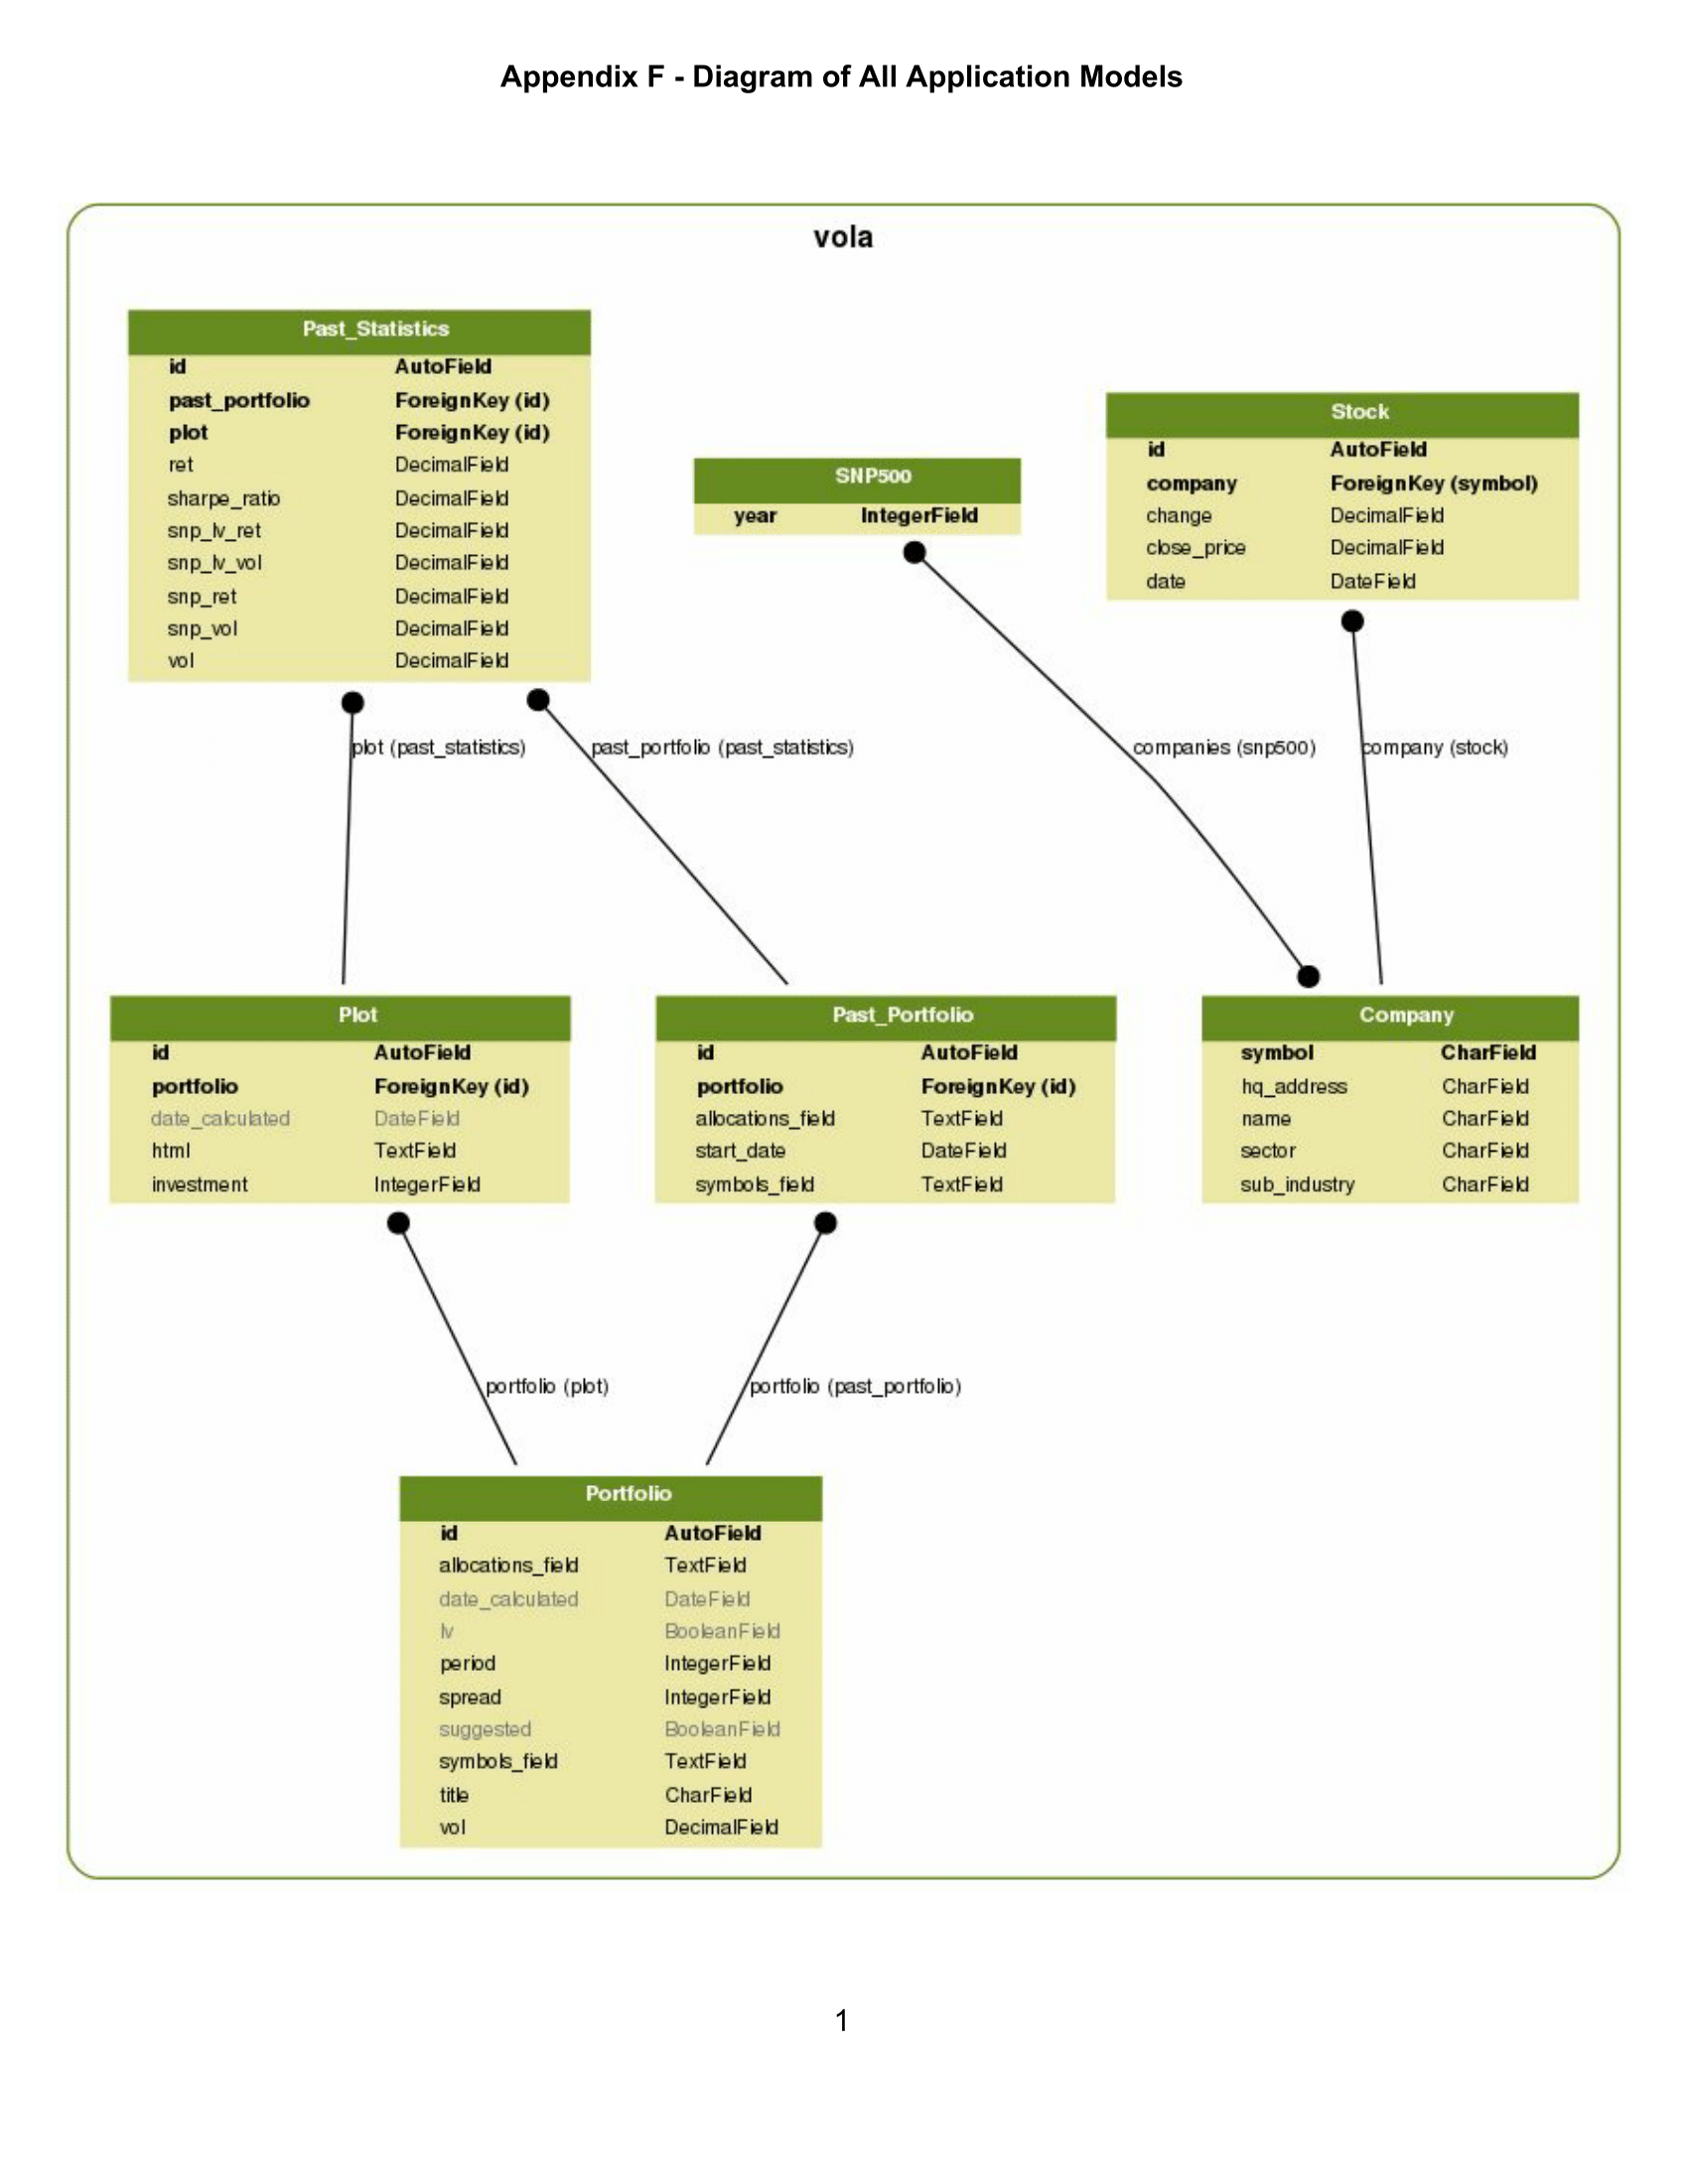 Appendix F - Diagram of All Application Models
vola
Past_Statistics
id AutoField
past_portfolio ForeignKey (id)
plot ForeignKey (id)
ret DecimalField
sharpe_ratio DecimalField
snp_lv_ret DecimalField
snp_lv_vol DecimalField
snp_ret DecimalField
snp_vol DecimalField
vol DecimalField
SNP500
year IntegerField
Stock
id AutoField
company ForeignKey (symbol)
change DecimalField
close_price DecimalField
date DateField
plot (past_statistics)
past_portfolio (past_statistics)
companies (snp500)
company (stock)
Plot
id AutoField
portfolio ForeignKey (id)
date_calculated DateField
html TextField
investment IntegerField
Past_Portfolio
id AutoField
portfolio ForeignKey (id)
allocations_field TextField
start_date DateField
symbols_field TextField
Company
symbol CharField
hq_address CharField
name CharField
sector CharField
sub_industry CharField
portfolio (plot)
portfolio (past_portfolio)
Portfolio
id AutoField
allocations_field TextField
date_calculated DateField
lv BooleanField
period IntegerField
spread IntegerField
suggested BooleanField
symbols_field TextField
title CharField
vol DecimalField
1